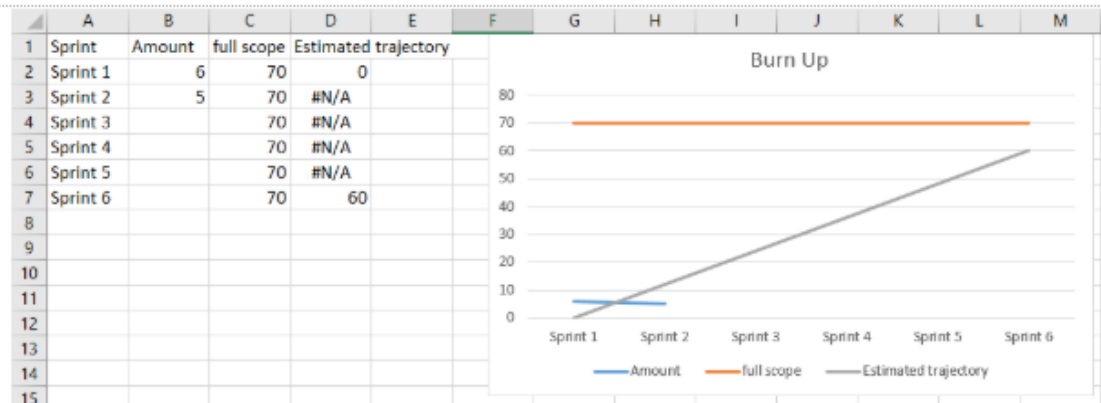 A B C D E F G H I J K L M
1 Sprint Amount full scope Estimated trajectory
2 Sprint 1 6 70 0
3 Sprint 2 5 70 #N/A
4 Sprint 3 70 #N/A
5 Sprint 4 70 #N/A
6 Sprint 5 70 #N/A
7 Sprint 6 70 60
8
9
10
11
12
13
14
15
Burn Up
80
70
60
50
40
30
20
10
0
Sprint 1 Sprint 2 Sprint 3 Sprint 4 Sprint 5 Sprint 6
Amount full scope Estimated trajectory